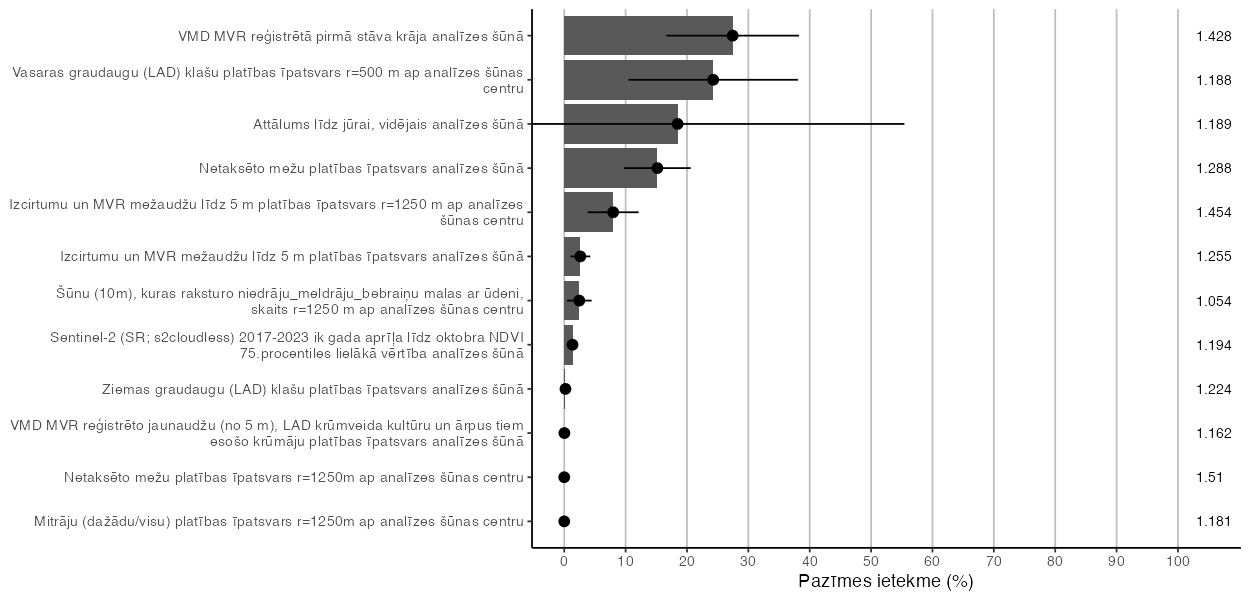 VMD MVR reģistrētā pirmā stāva krāja analīzes šūnā
1.428
Vasaras graudaugu (LAD) klašu platības īpatsvars r=500 m ap analīzes šūnas
centru
1.188
Attālums līdz jūrai, vidējais analīzes šūnā
1.189
Netaksēto mežu platības īpatsvars analīzes šūnā
1.288
Izcirtumu un MVR mežaudžu līdz 5 m platības īpatsvars r=1250 m ap analīzes
šūnas centru
1.454
Izcirtumu un MVR mežaudžu līdz 5 m platības īpatsvars analīzes šūnā
1.255
Šūnu (10m), kuras raksturo niedrāju_meldrāju_bebraiņu malas ar ūdeni,
skaits r=1250 m ap analīzes šūnas centru
1.054
Sentinel-2 (SR; s2cloudless) 2017-2023 ik gada aprīļa līdz oktobra NDVI
75.procentiles lielākā vērtība analīzes šūnā
1.194
Ziemas graudaugu (LAD) klašu platības īpatsvars analīzes šūnā
1.224
VMD MVR reģistrēto jaunaudžu (no 5 m), LAD krūmveida kultūru un ārpus tiem
esošo krūmāju platības īpatsvars analīzes šūnā
1.162
Netaksēto mežu platības īpatsvars r=1250m ap analīzes šūnas centru
1.51
Mitrāju (dažādu/visu) platības īpatsvars r=1250m ap analīzes šūnas centru
1.181
0 10 20 30 40 50 60 70 80 90 100
Pazīmes ietekme (%)